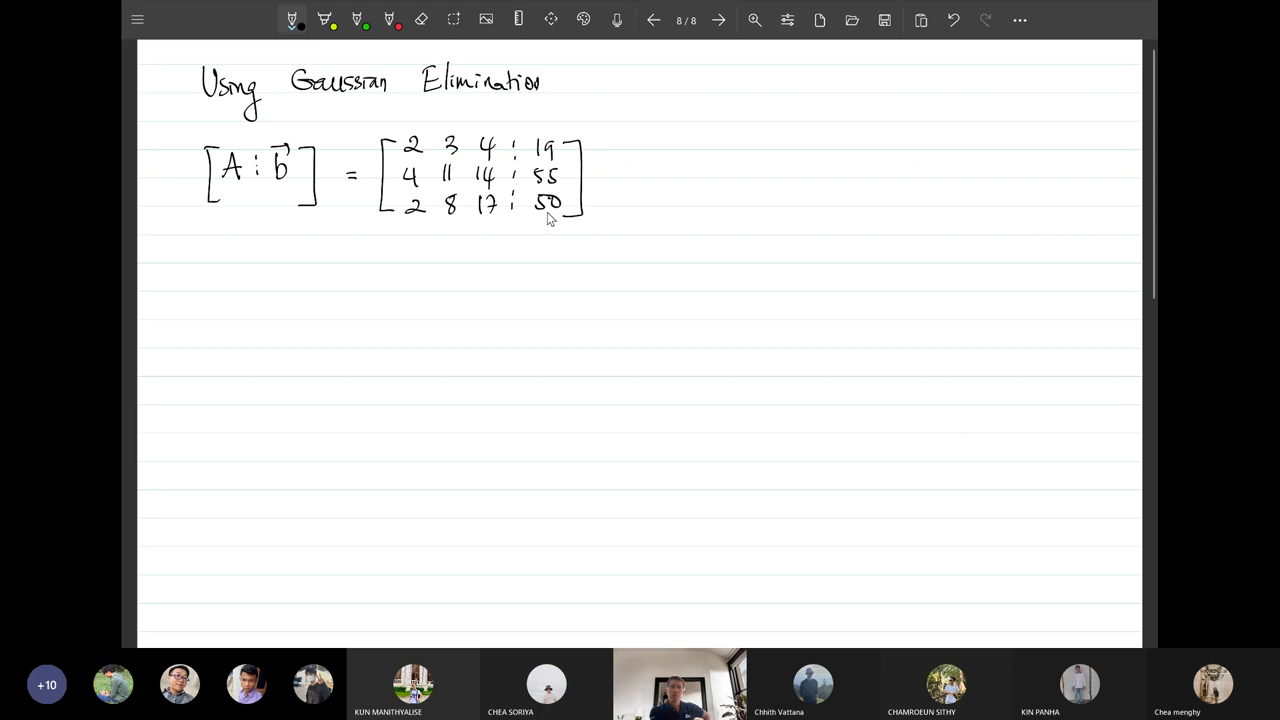 8/8
Using Gaussian Elimination
[A ⋮ b⃗] = [2 3 4 ⋮ 19
4 11 14 ⋮ 55
2 8 17 ⋮ 50]
+10
KUN MANITHYALISE
CHEA SORIYA
Chhith Vattana
CHAMROEUN SITHY
KIN PANHA
Chea menghy